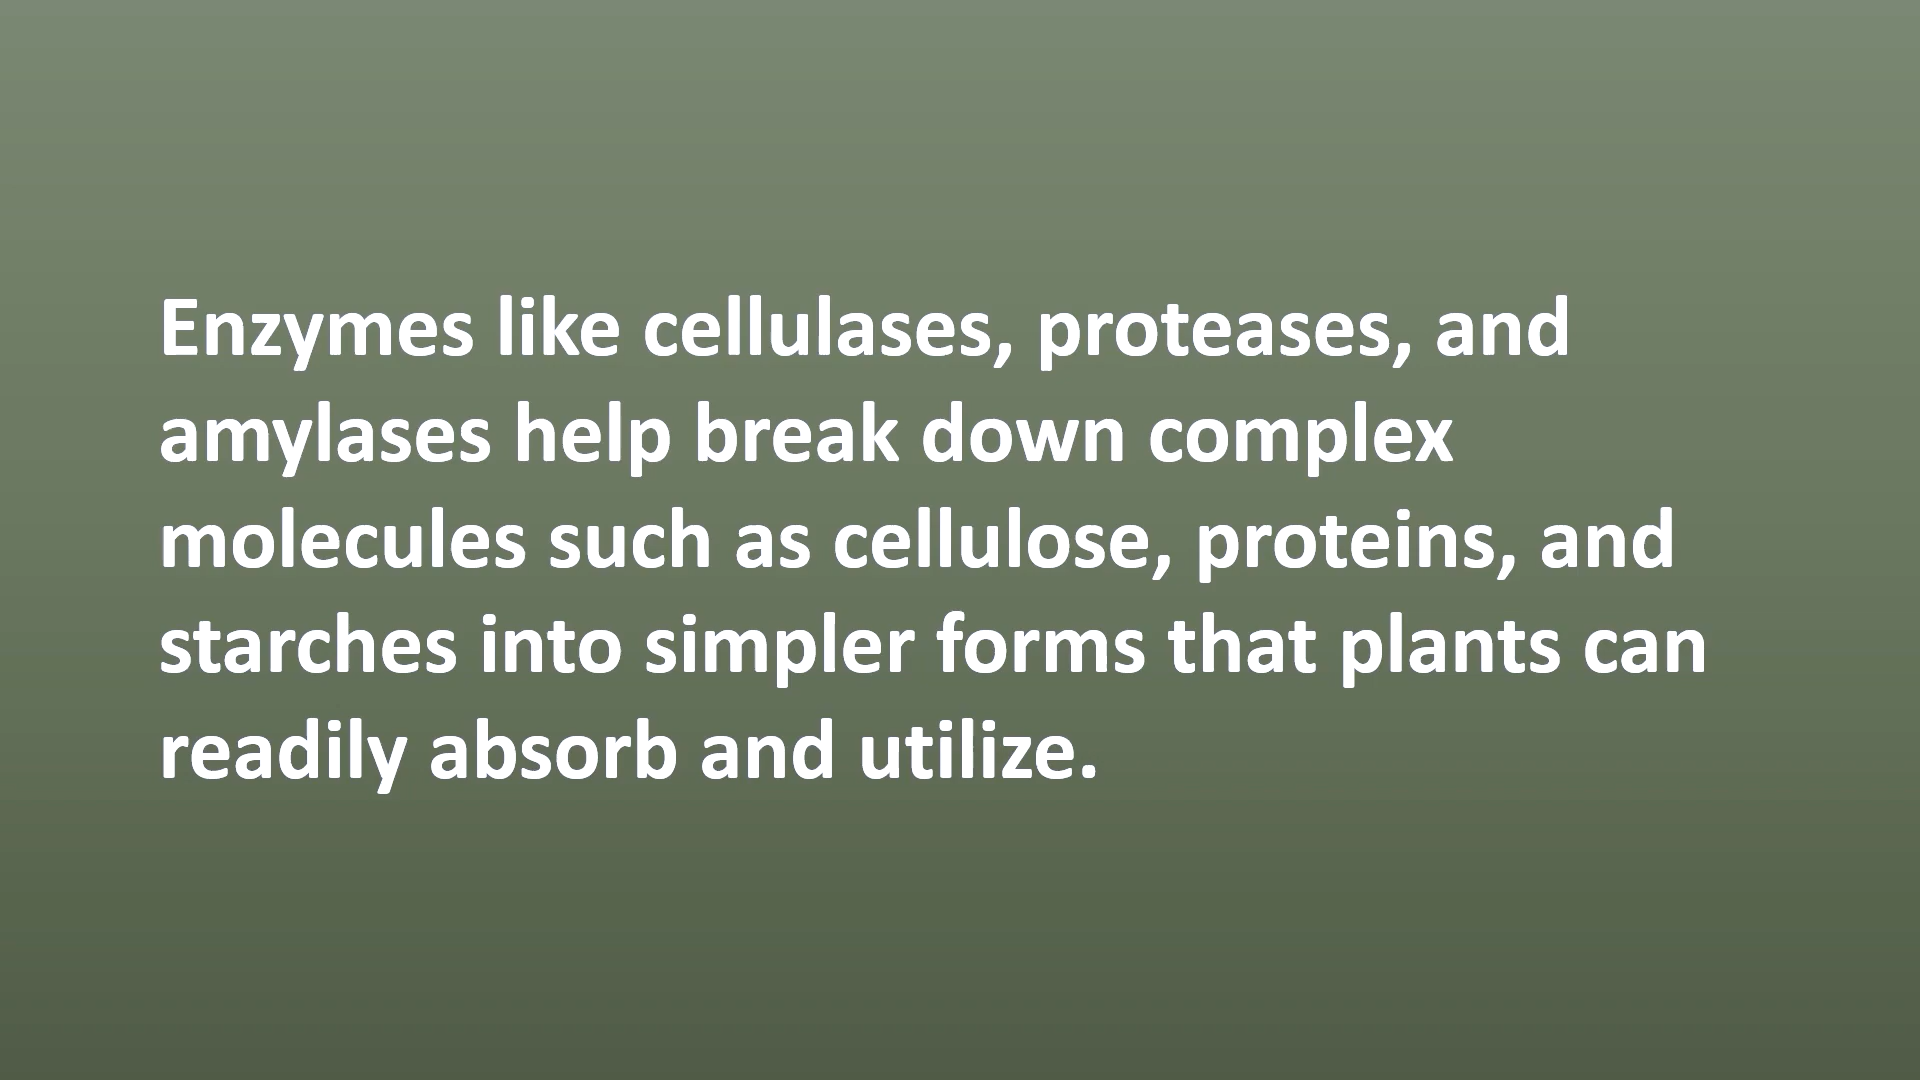 Enzymes like cellulases, proteases, and
amylases help break down complex
molecules such as cellulose, proteins, and
starches into simpler forms that plants can
readily absorb and utilize.